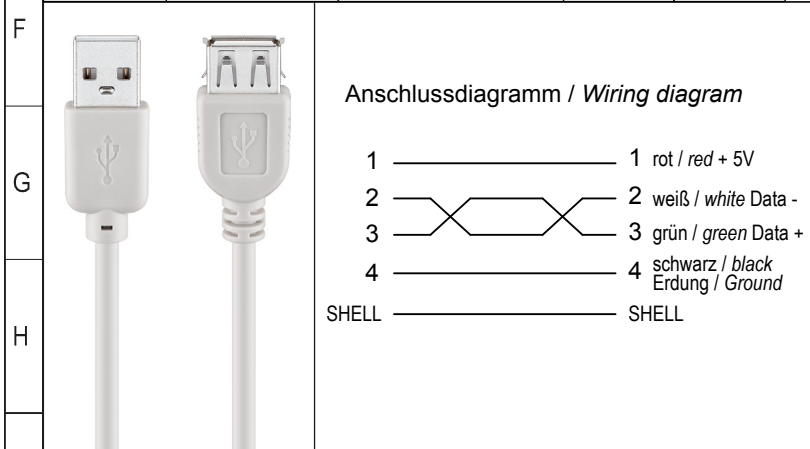 F
G
H
Anschlussdiagramm / Wiring diagram
1 1 rot / red + 5V
2 2 weiß / white Data -
3 3 grün / green Data +
4 4 schwarz / black
Erdung / Ground
SHELL SHELL